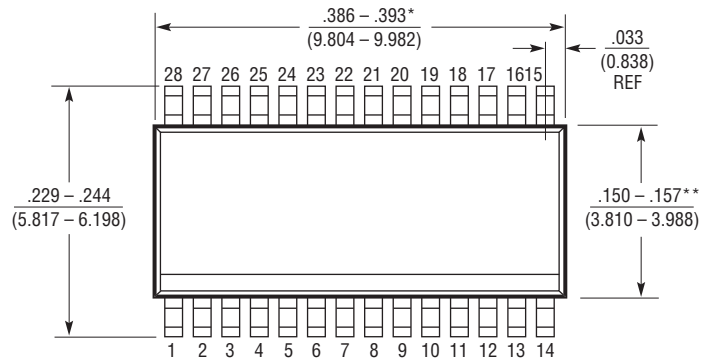 .386 – .393*
(9.804 – 9.982)
.033
(0.838)
REF
28 27 26 25 24 23 22 21 20 19 18 17 16 15
.229 – .244
(5.817 – 6.198)
.150 – .157**
(3.810 – 3.988)
1 2 3 4 5 6 7 8 9 10 11 12 13 14